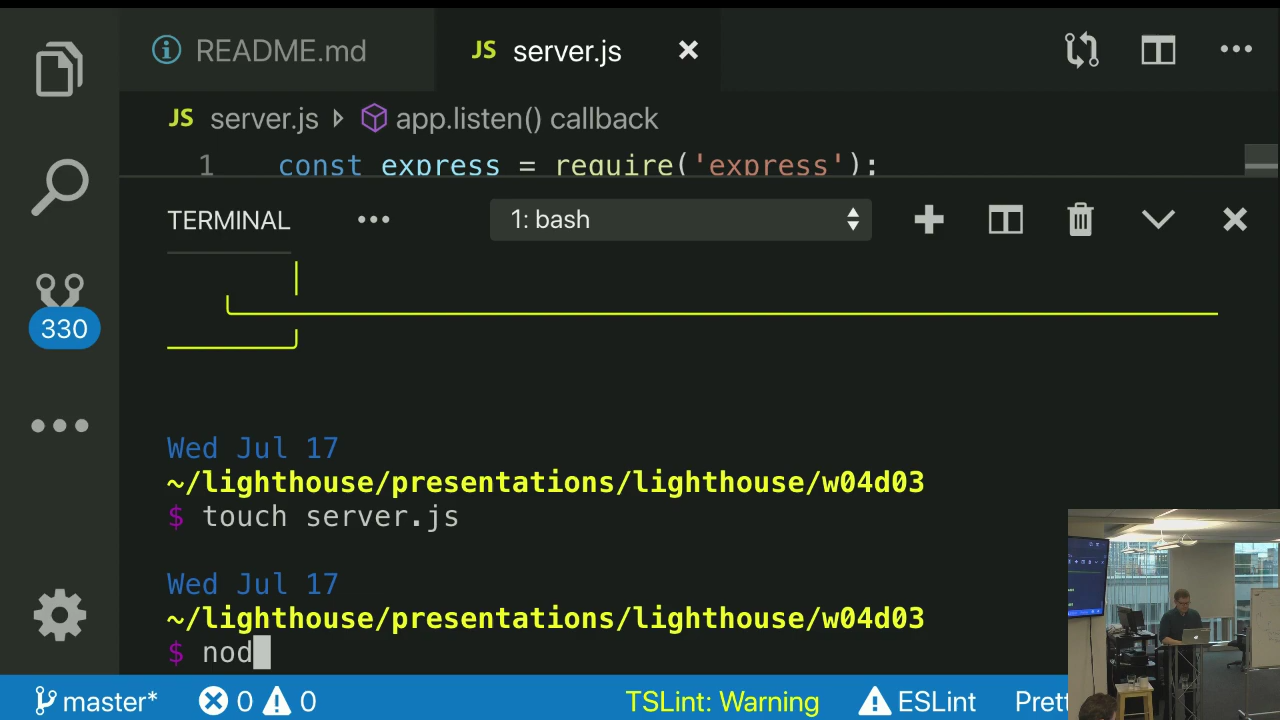 README.md
JS server.js
JS server.js app.listen() callback
1 const express = require('express');
TERMINAL
1: bash
330
Wed Jul 17
~/lighthouse/presentations/lighthouse/w04d03
$ touch server.js
Wed Jul 17
~/lighthouse/presentations/lighthouse/w04d03
$ nod
master* 0 0 TSLint: Warning ESLint Prett